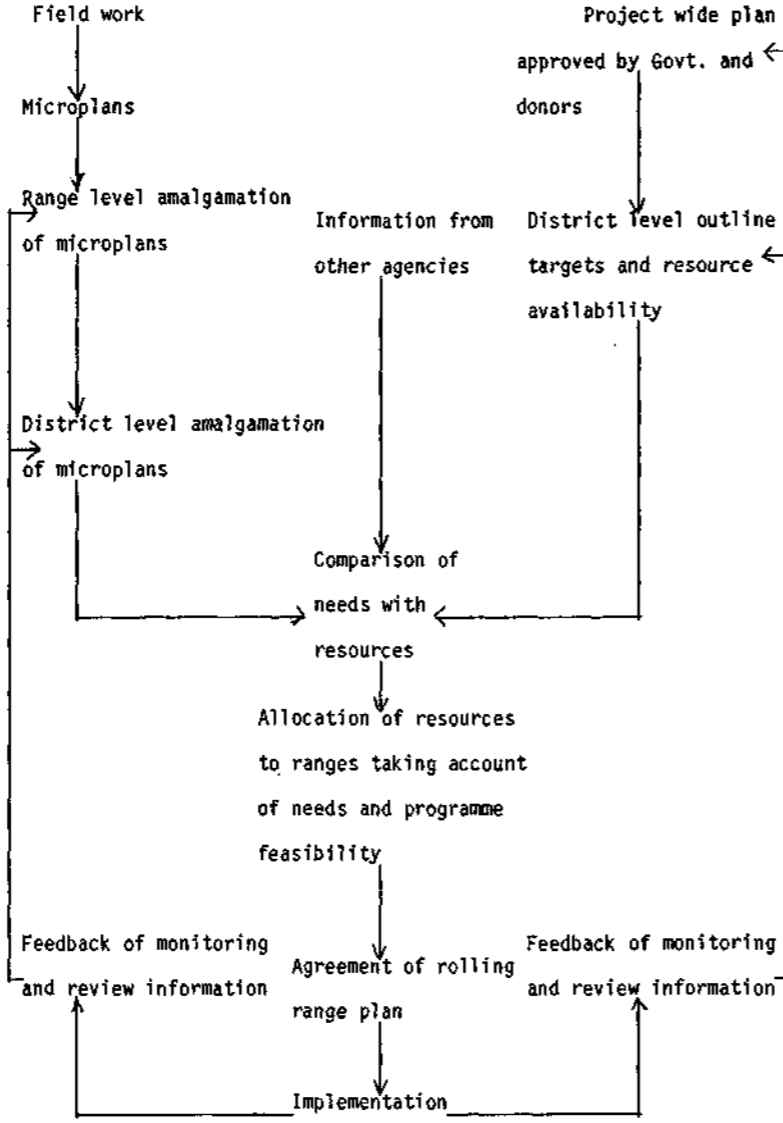 Field work
Project wide plan
approved by Govt. and
donors
Microplans
Range level amalgamation
of microplans
Information from
other agencies
District level outline
targets and resource
availability
District level amalgamation
of microplans
Comparison of
needs with
resources
Allocation of resources
to ranges taking account
of needs and programme
feasibility
Feedback of monitoring
and review information
Agreement of rolling
range plan
Feedback of monitoring
and review information
Implementation